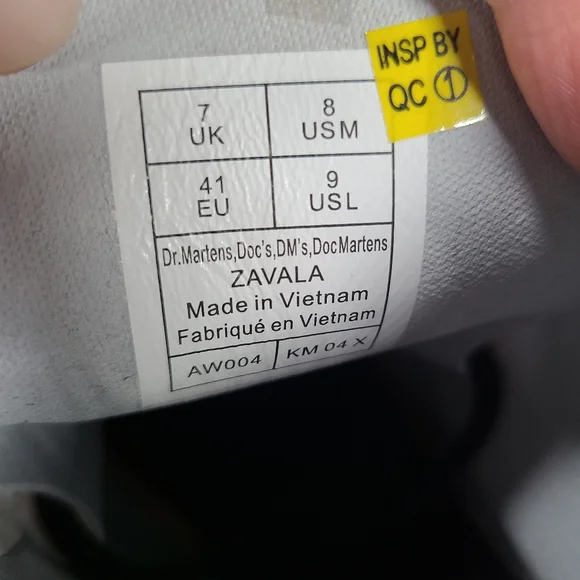 INSP BY
QC 1
7
UK
8
USM
41
EU
9
USL
Dr.Martens,Doc's,DM's,DocMartens
ZAVALA
Made in Vietnam
Fabriqué en Vietnam
AW004
KM 04 X